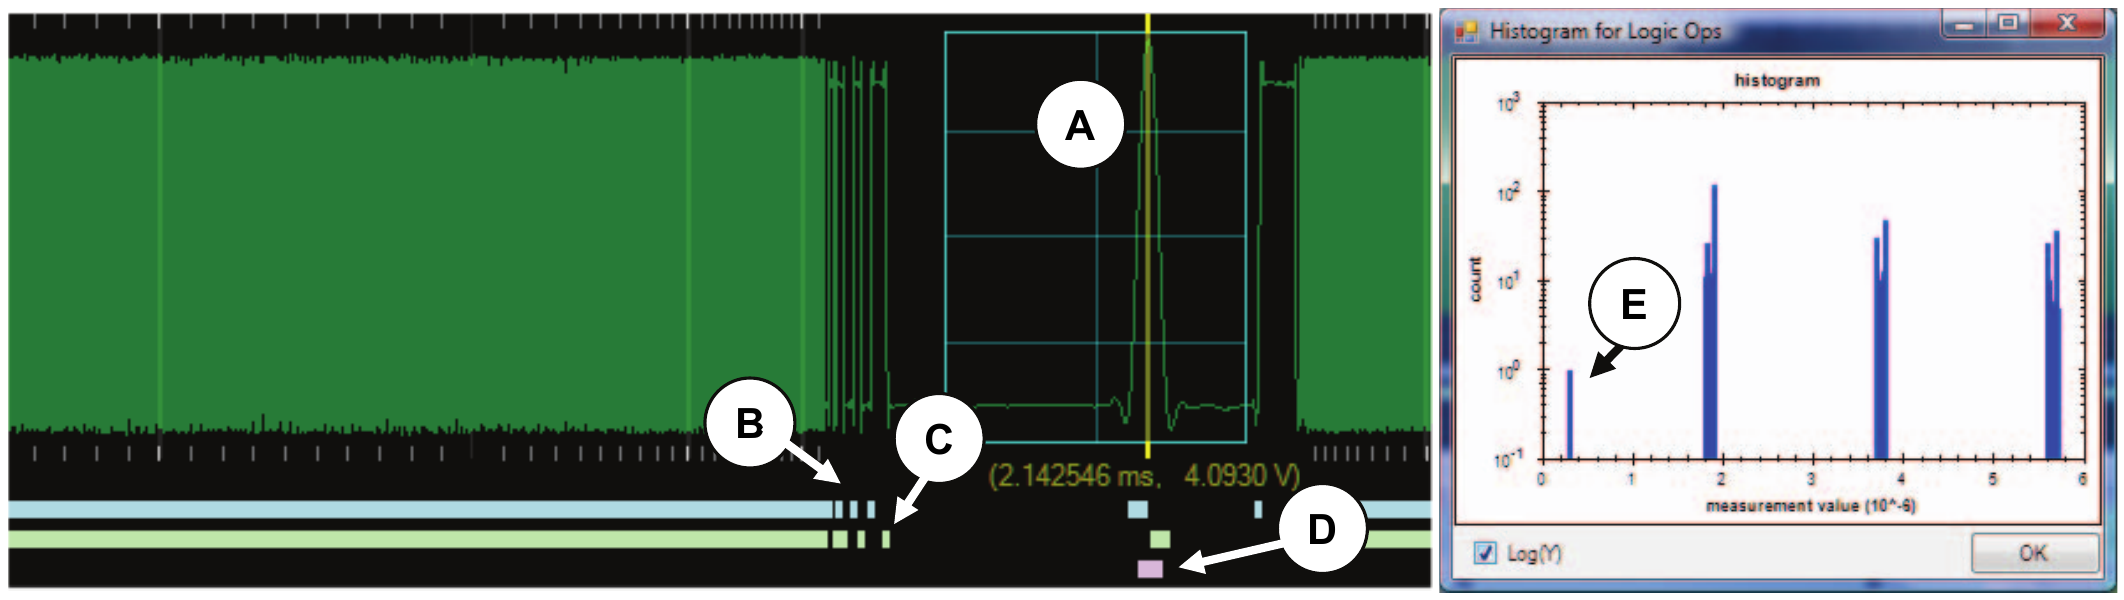 A
B
C
(2.142546 ms, 4.0930 V)
D
Histogram for Logic Ops
histogram
10^3
10^2
10^1
10^0
10^-1
count
E
0 1 2 3 4 5 6
measurement value (10^-6)
Log(Y)
OK